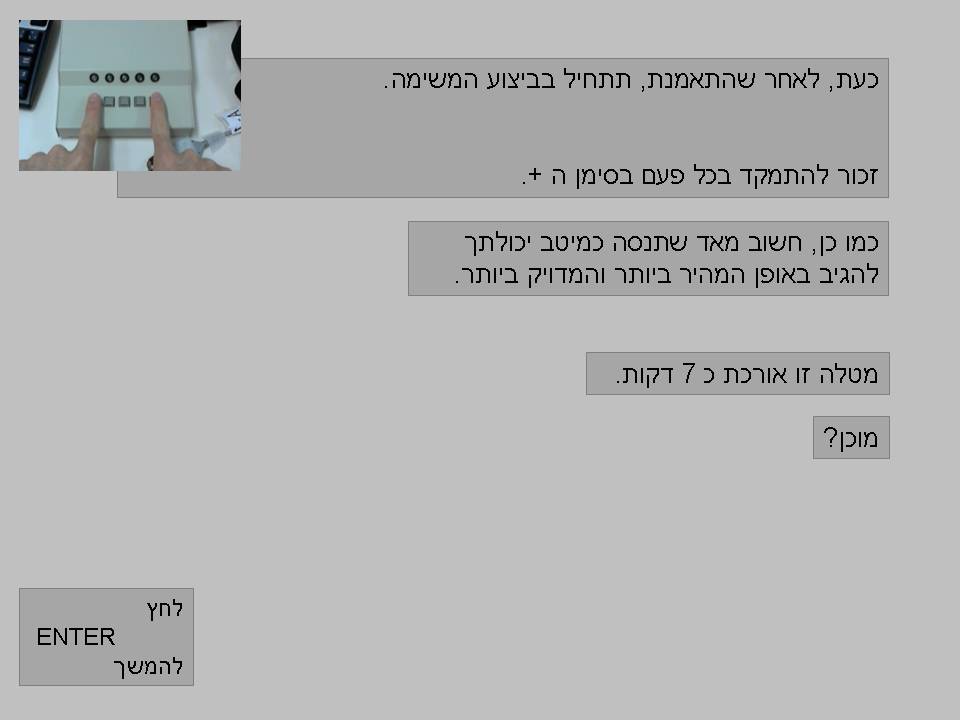 כעת, לאחר שהתאמנת, תתחיל בביצוע המשימה.
זכור להתמקד בכל פעם בסימן ה +.
כמו כן, חשוב מאד שתנסה כמיטב יכולתך
להגיב באופן המהיר ביותר והמדויק ביותר.
מטלה זו אורכת כ 7 דקות.
מוכן?
לחץ
ENTER
להמשך